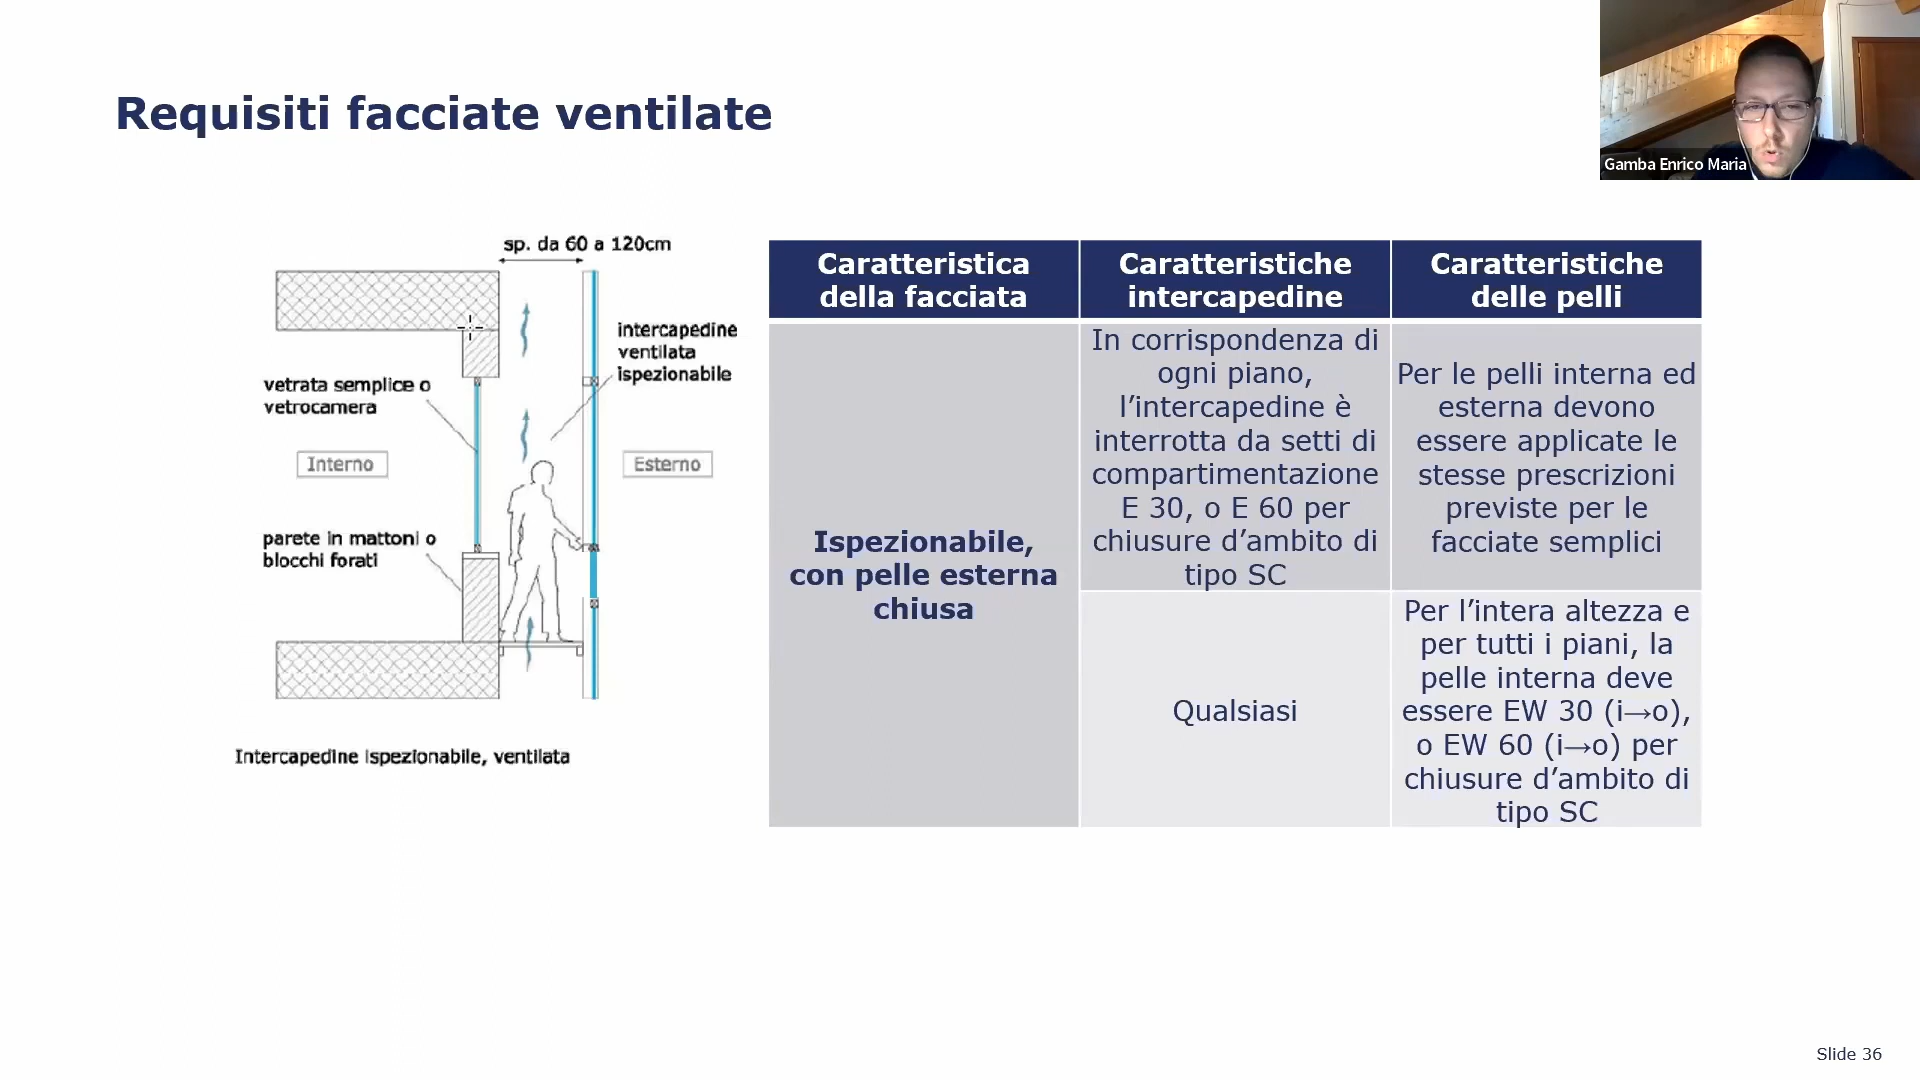 Requisiti facciate ventilate
Gamba Enrico Maria
sp. da 60 a 120cm
intercapedine
ventilata
ispezionabile
vetrata semplice o
vetrocamera
Interno
Esterno
parete in mattoni o
blocchi forati
Intercapedine ispezionabile, ventilata
Caratteristica
della facciata
Caratteristiche
intercapedine
Caratteristiche
delle pelli
Ispezionabile,
con pelle esterna
chiusa
In corrispondenza di
ogni piano,
l’intercapedine è
interrotta da setti di
compartimentazione
E 30, o E 60 per
chiusure d’ambito di
tipo SC
Per le pelli interna ed
esterna devono
essere applicate le
stesse prescrizioni
previste per le
facciate semplici
Qualsiasi
Per l’intera altezza e
per tutti i piani, la
pelle interna deve
essere EW 30 (i→o),
o EW 60 (i→o) per
chiusure d’ambito di
tipo SC
Slide 36